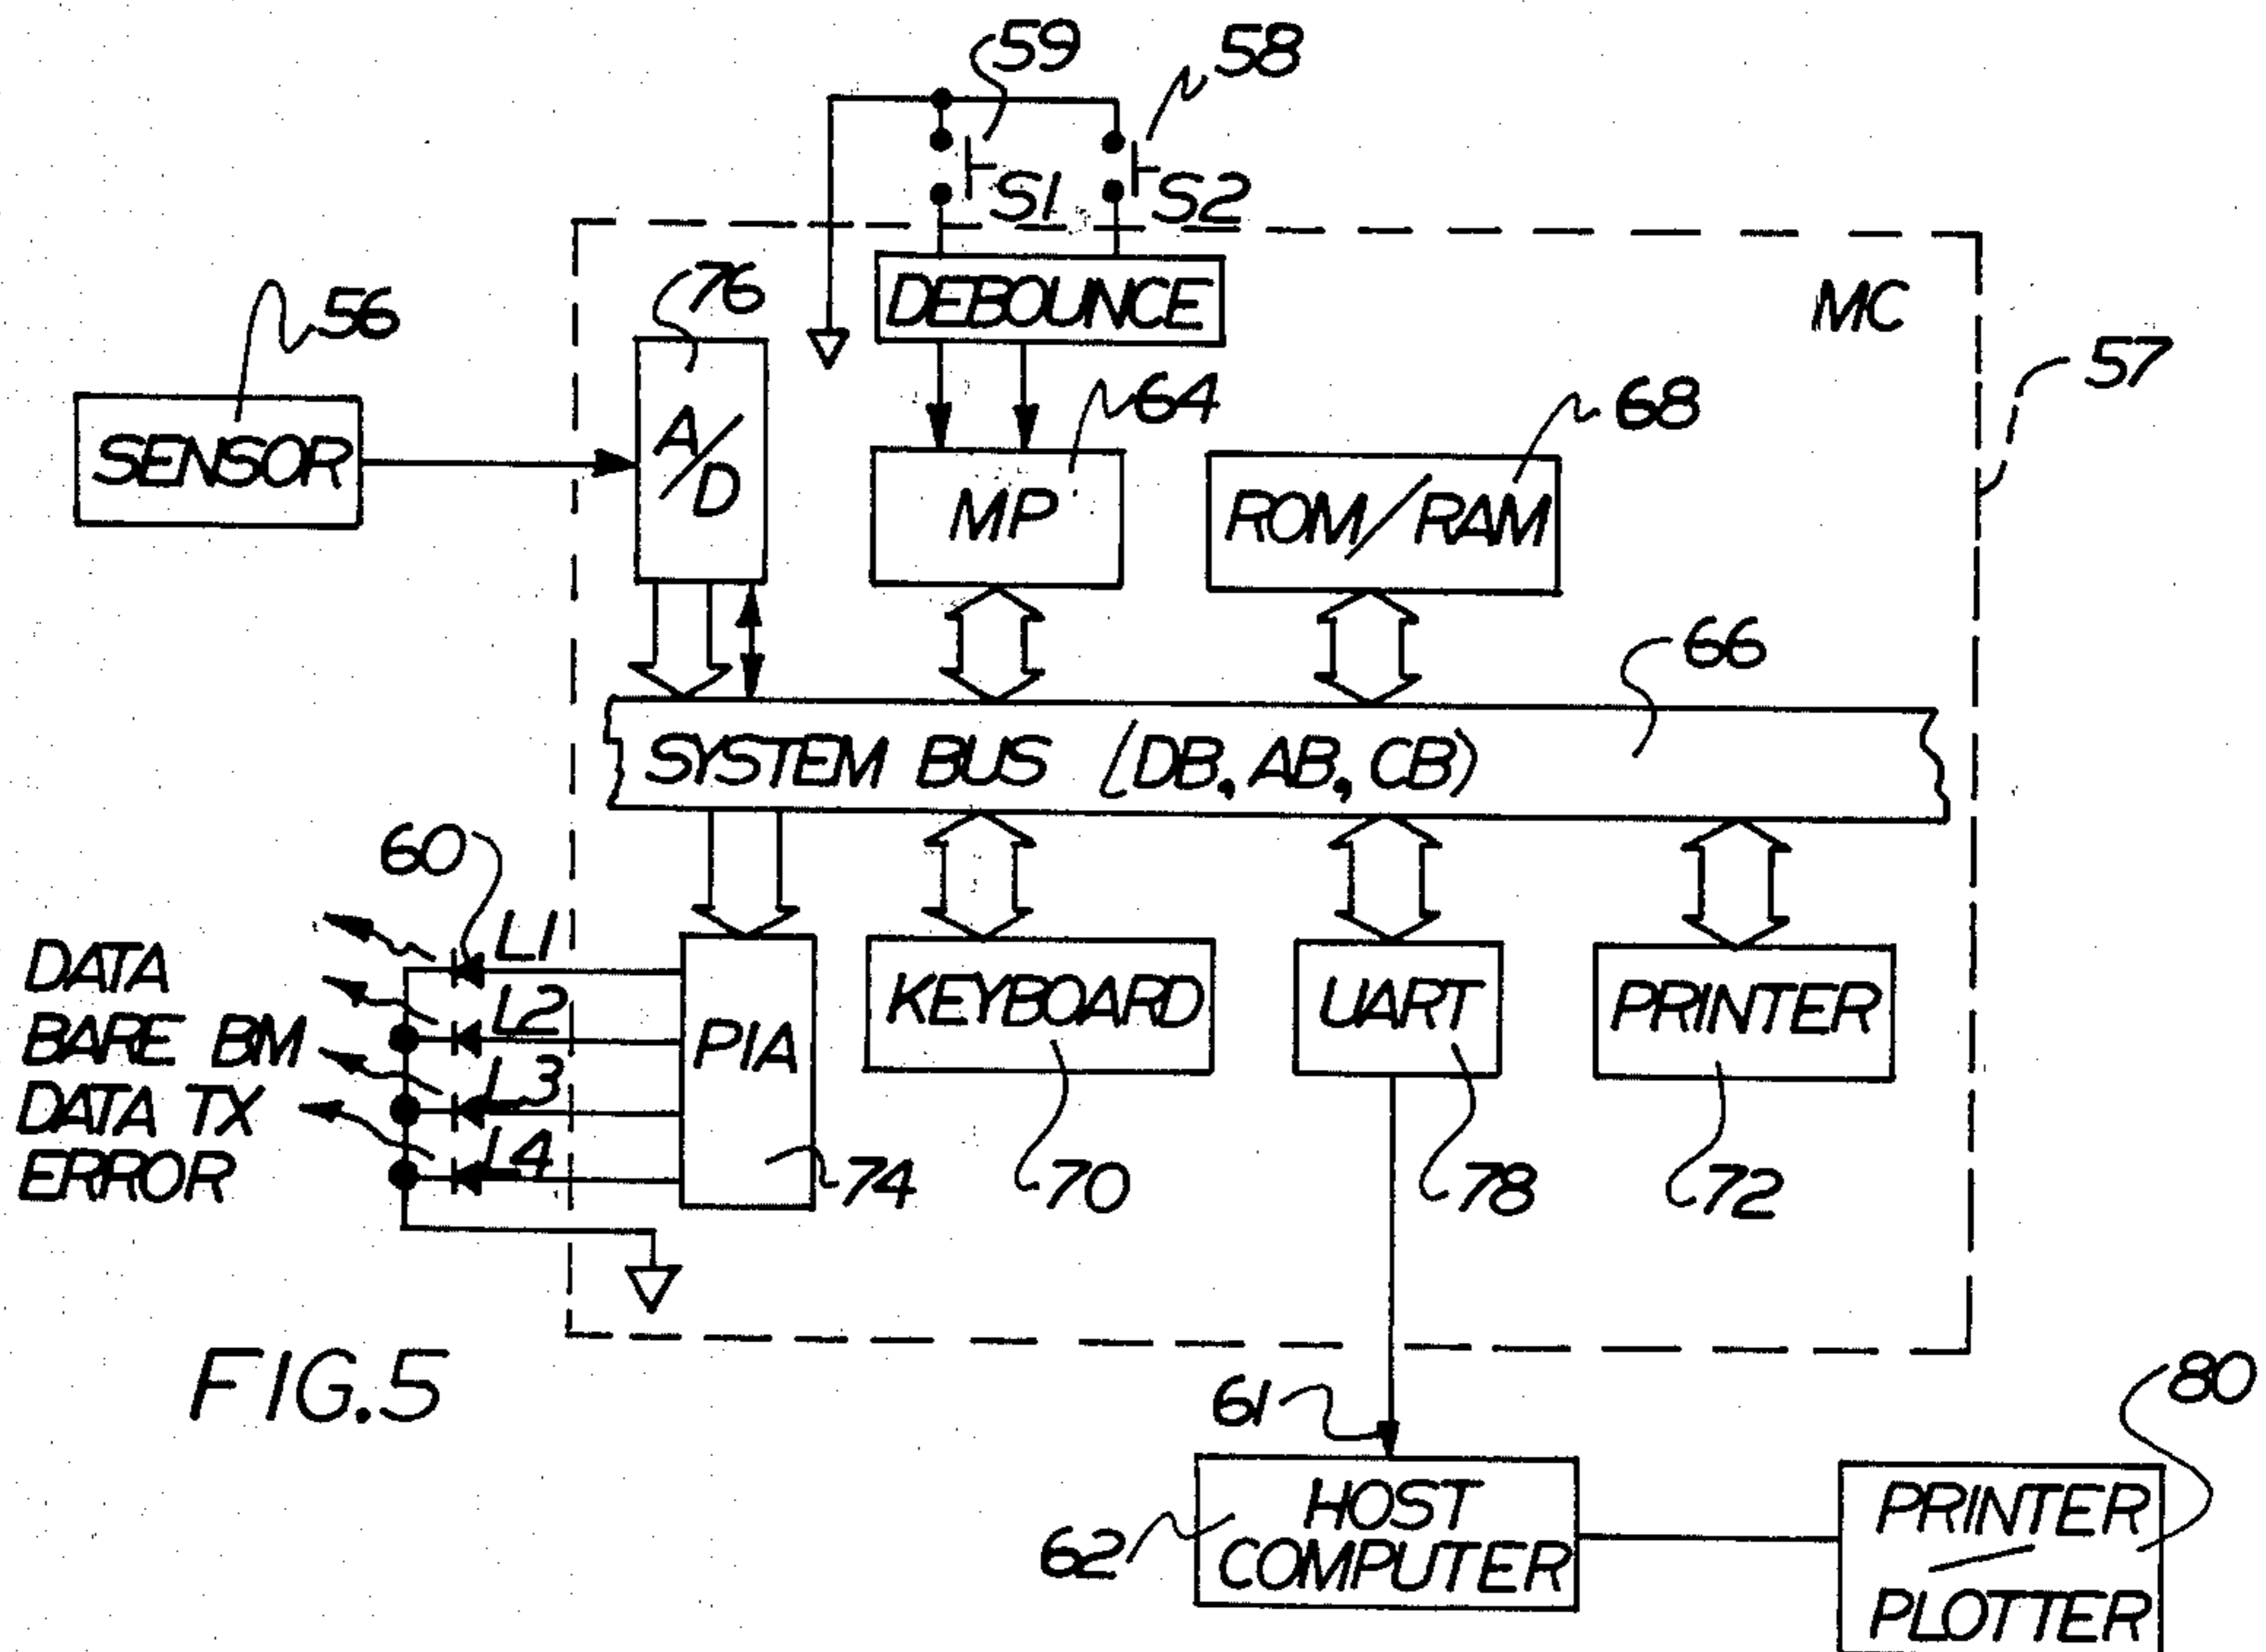 59
58
S1
S2
76
DEBOUNCE
MC
56
57
64
68
SENSOR
A/D
MP
ROM/RAM
66
SYSTEM BUS (DB, AB, CB)
60
L1
DATA
L2
BARE BM
L3
DATA TX
L4
ERROR
PIA
KEYBOARD
UART
PRINTER
74
70
78
72
FIG.5
61
80
HOST
COMPUTER
62
PRINTER
PLOTTER